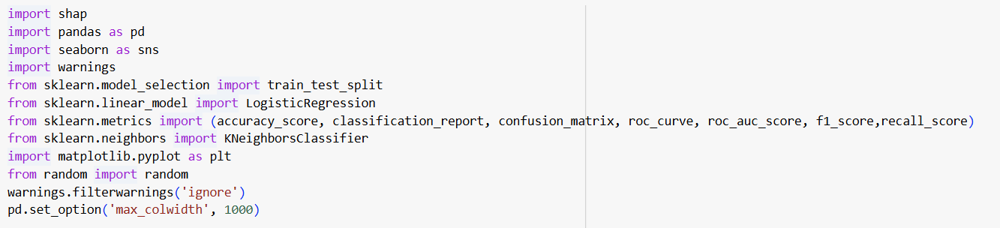 import shap
import pandas as pd
import seaborn as sns
import warnings
from sklearn.model_selection import train_test_split
from sklearn.linear_model import LogisticRegression
from sklearn.metrics import (accuracy_score, classification_report, confusion_matrix, roc_curve, roc_auc_score, f1_score,recall_score)
from sklearn.neighbors import KNeighborsClassifier
import matplotlib.pyplot as plt
from random import random
warnings.filterwarnings('ignore')
pd.set_option('max_colwidth', 1000)